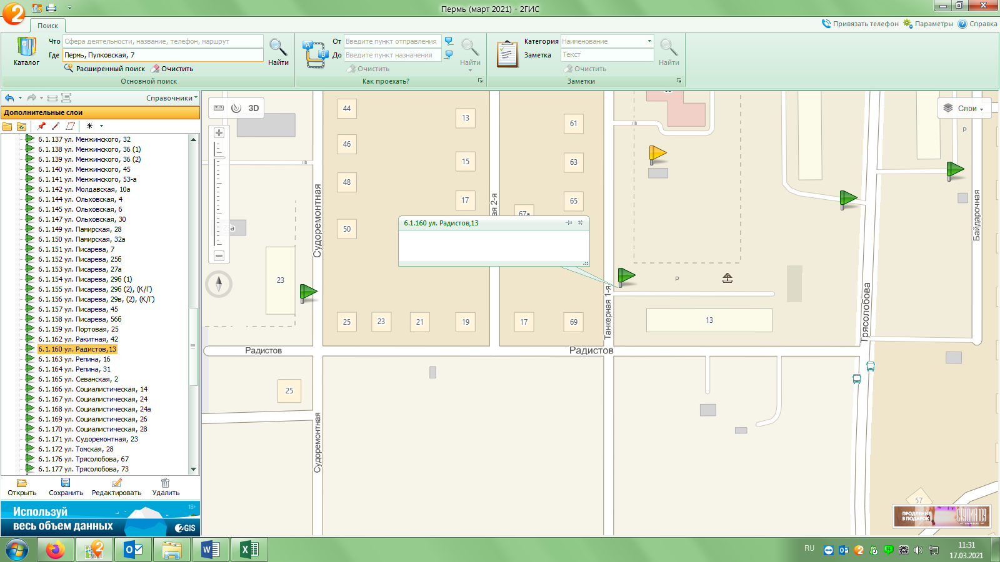 Пермь (март 2021) - 2ГИС
Поиск
Привязать телефон
Параметры
Справка
Каталог
Что
Сфера деятельности, название, телефон, маршрут
Где
Пермь, Пулковская, 7
Расширенный поиск
Очистить
Найти
Основной поиск
От
Введите пункт отправления
До
Введите пункт назначения
Очистить
Найти
Как проехать?
Категория
Наименование
Заметка
Текст
Очистить
Найти
Заметки
Справочники
Дополнительные слои
6.1.137 ул. Менжинского, 32
6.1.138 ул. Менжинского, 36 (1)
6.1.139 ул. Менжинского, 36 (2)
6.1.140 ул. Менжинского, 45
6.1.141 ул. Менжинского, 53-а
6.1.142 ул. Молдавская, 10а
6.1.144 ул. Ольховская, 4
6.1.145 ул. Ольховская, 6
6.1.147 ул. Ольховская, 30
6.1.149 ул. Памирская, 28
6.1.150 ул. Памирская, 32а
6.1.151 ул. Писарева, 7
6.1.152 ул. Писарева, 25б
6.1.153 ул. Писарева, 27а
6.1.154 ул. Писарева, 29б (1)
6.1.155 ул. Писарева, 29б (2), (К/Г)
6.1.156 ул. Писарева, 29в, (2), (К/Г)
6.1.157 ул. Писарева, 45
6.1.158 ул. Писарева, 56б
6.1.159 ул. Портовая, 25
6.1.162 ул. Ракитная, 42
6.1.160 ул. Радистов,13
6.1.163 ул. Репина, 16
6.1.164 ул. Репина, 31
6.1.165 ул. Севанская, 2
6.1.166 ул. Социалистическая, 14
6.1.167 ул. Социалистическая, 24
6.1.168 ул. Социалистическая, 24а
6.1.169 ул. Социалистическая, 26
6.1.170 ул. Социалистическая, 28
6.1.171 ул. Судоремонтная, 23
6.1.172 ул. Томская, 28
6.1.176 ул. Трясолобова, 67
6.1.177 ул. Трясолобова, 73
Открыть
Сохранить
Редактировать
Удалить
Используй
весь объем данных
18+
2GIS
3D
Слои
44
13
61
P
46
15
63
48
17
65
67а
50
6.1.160 ул. Радистов,13
Судоремонтная
ая 2-я
Байдарочная
23
P
Танкерная 1-я
Трясолобова
25
23
21
19
17
69
13
Радистов
Радистов
25
Судоремонтная
57
ПРОДЛЕНИЕ
В ПОДАРОК
СТУДИЯ 109
RU
11:31
17.03.2021